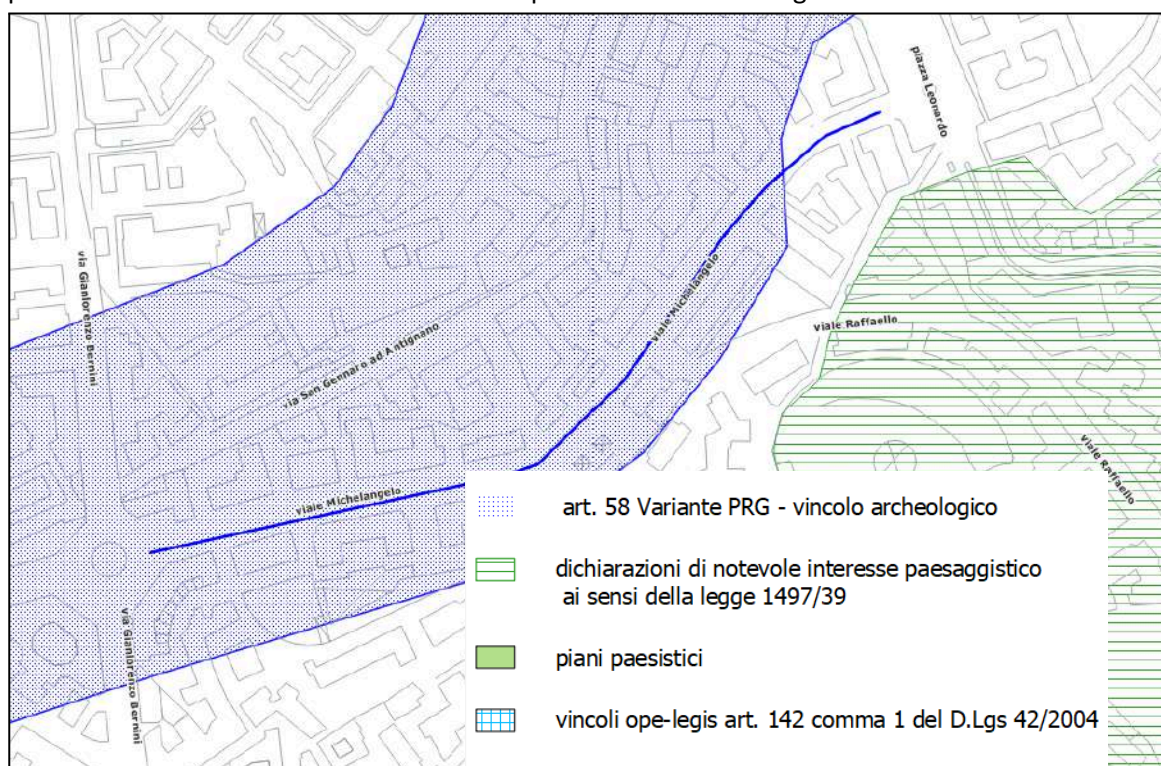 piazza Leonardo
via Gianlorenzo Bernini
via San Gennaro ad Antignano
viale Michelangelo
viale Raffaello
viale Raffaello
viale Michelangelo
via Gianlorenzo Bernini
art. 58 Variante PRG - vincolo archeologico
dichiarazioni di notevole interesse paesaggistico
ai sensi della legge 1497/39
piani paesistici
vincoli ope-legis art. 142 comma 1 del D.Lgs 42/2004